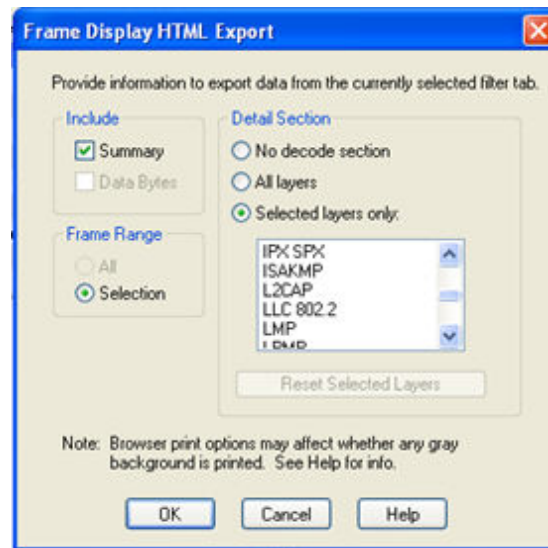 Frame Display HTML Export
Provide information to export data from the currently selected filter tab.
Include
Summary
Data Bytes
Frame Range
All
Selection
Detail Section
No decode section
All layers
Selected layers only:
IPX SPX
ISAKMP
L2CAP
LLC 802.2
LMP
Reset Selected Layers
Note: Browser print options may affect whether any gray
background is printed. See Help for info.
OK Cancel Help